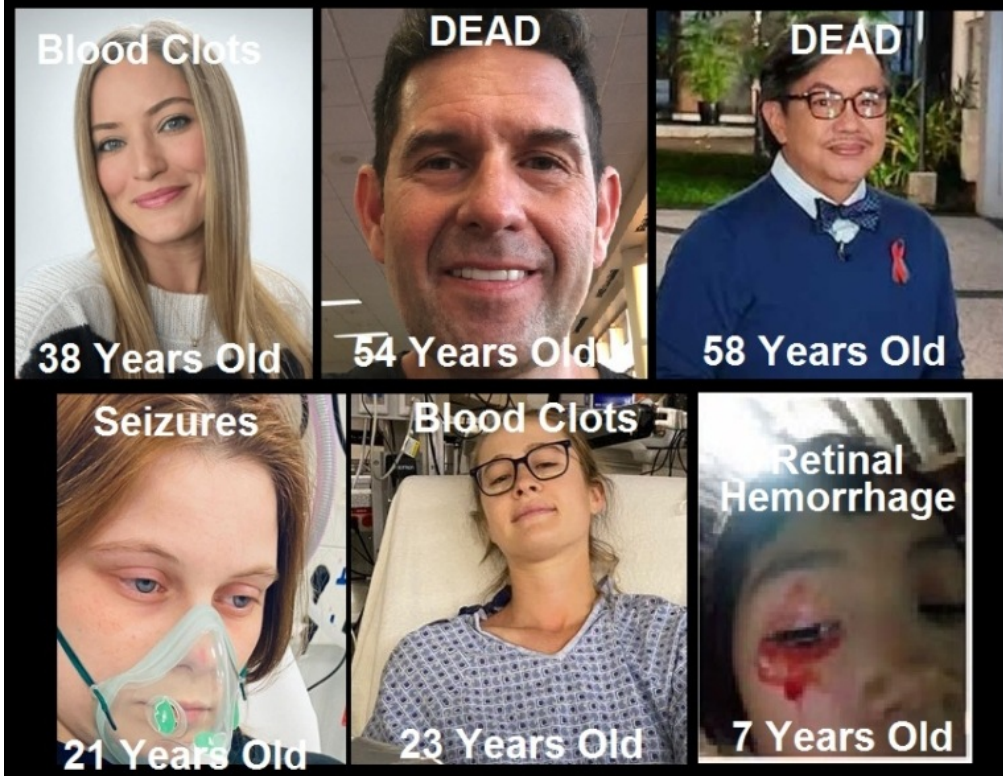 Blood Clots
38 Years Old
DEAD
54 Years Old
DEAD
58 Years Old
Seizures
21 Years Old
Blood Clots
23 Years Old
Retinal
Hemorrhage
7 Years Old